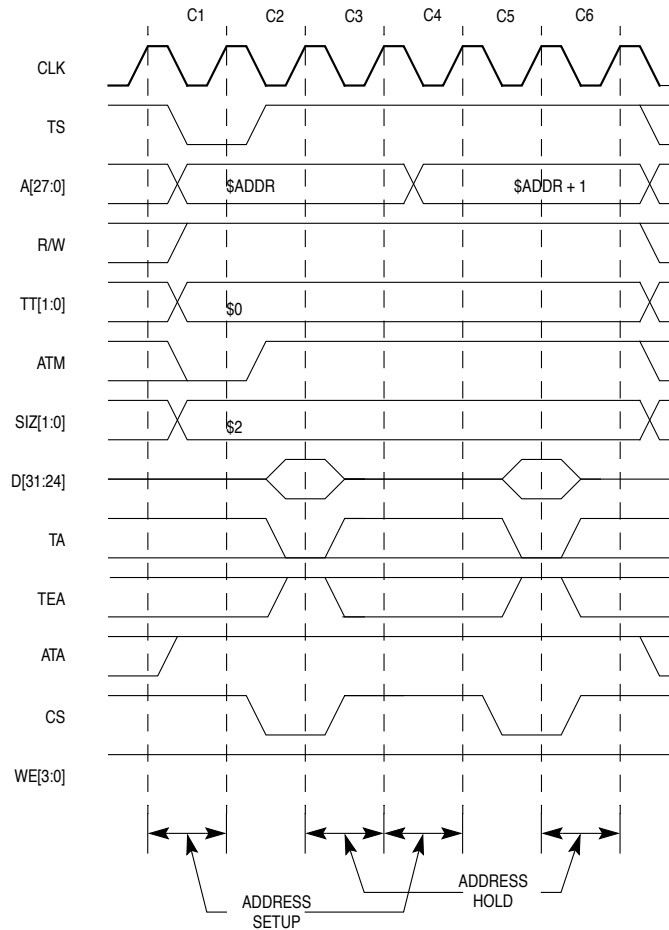 C1 C2 C3 C4 C5 C6
CLK
TS
A[27:0] $ADDR $ADDR + 1
R/W
TT[1:0] $0
ATM
SIZ[1:0] $2
D[31:24]
TA
TEA
ATA
CS
WE[3:0]
ADDRESS
SETUP
ADDRESS
HOLD